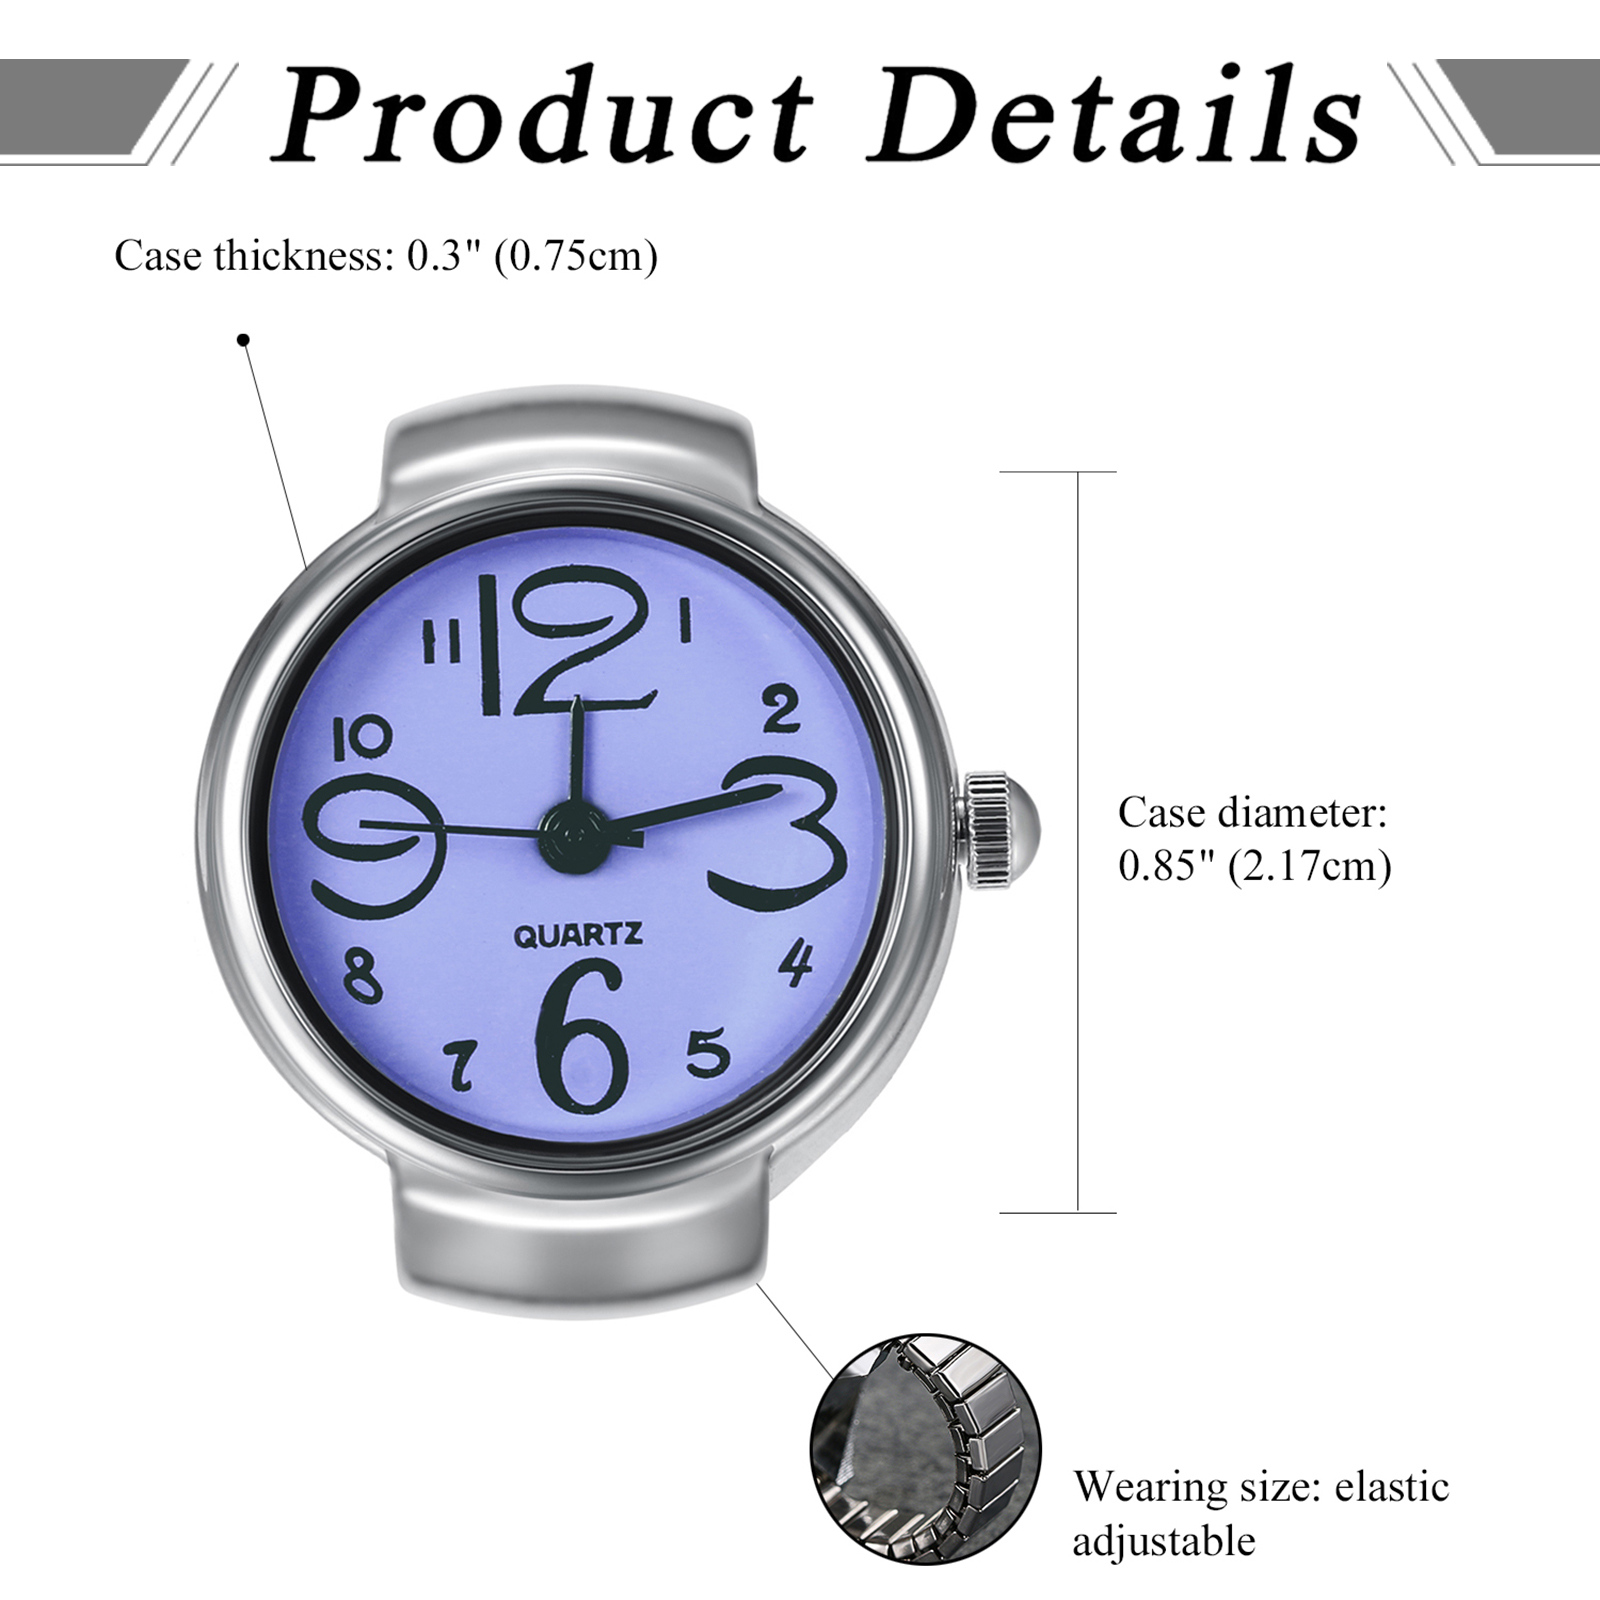 Product Details
Case thickness: 0.3" (0.75cm)
12
11
1
10
2
9
3
Case diameter:
0.85" (2.17cm)
QUARTZ
8
4
6
7
5
Wearing size: elastic
adjustable